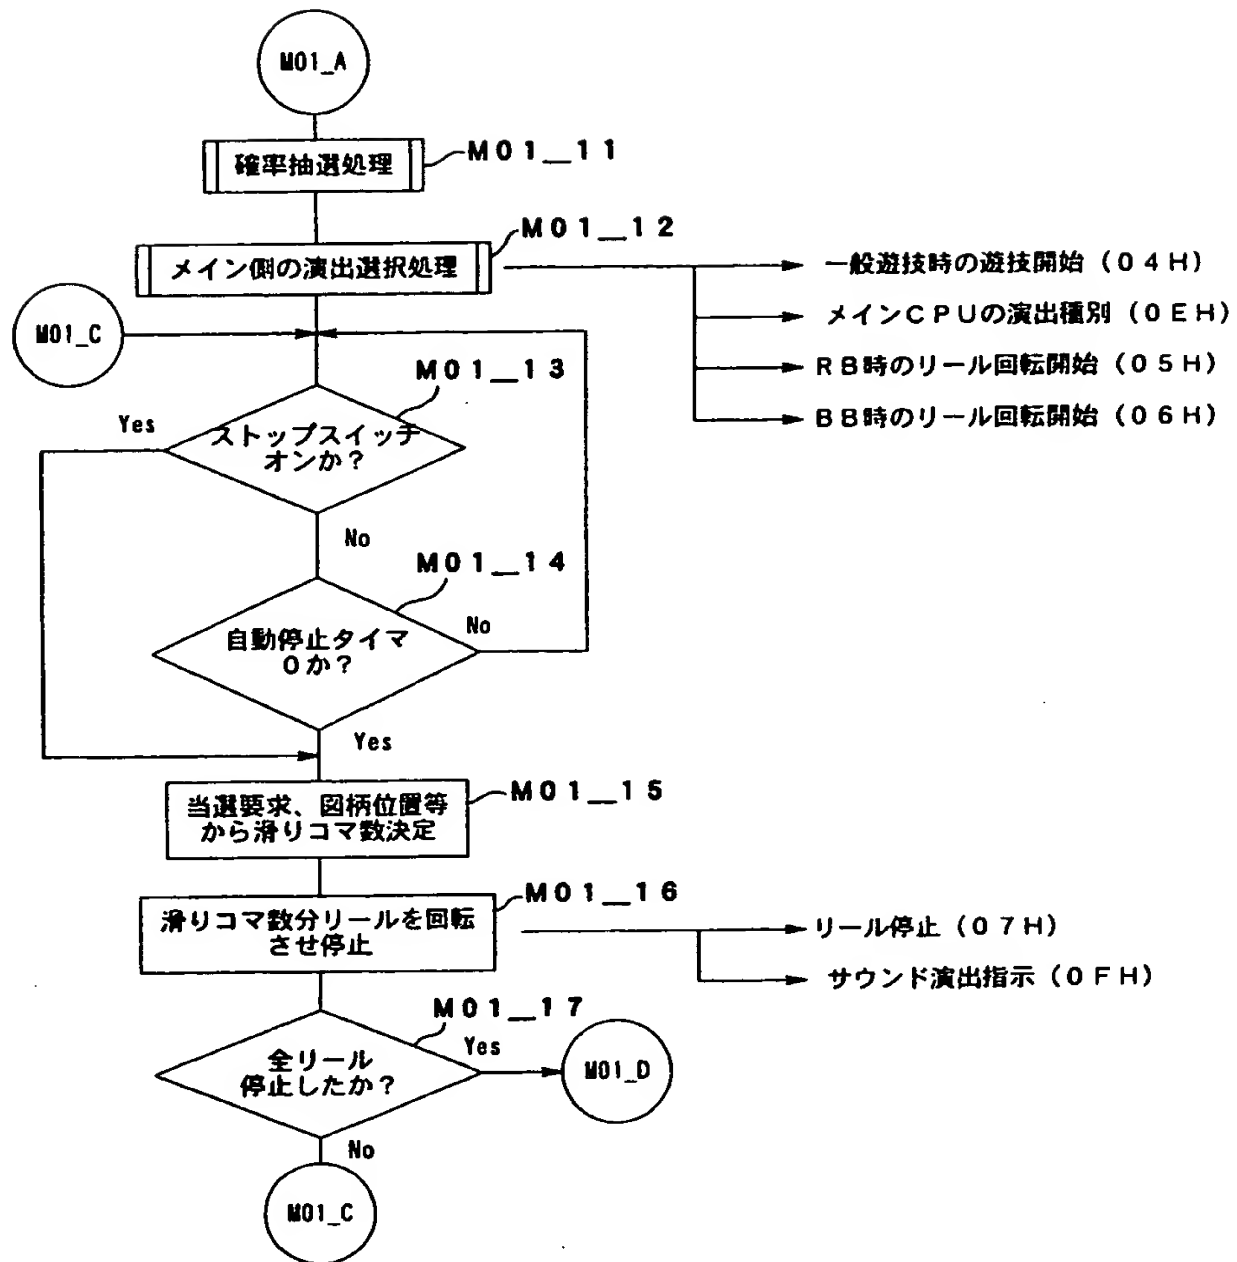 M01_A
確率抽選処理
M01__11
メイン側の演出選択処理
M01__12
一般遊技時の遊技開始（04H）
メインCPUの演出種別（0EH）
RB時のリール回転開始（05H）
BB時のリール回転開始（06H）
M01_C
M01__13
Yes
ストップスイッチ
オンか？
No
M01__14
自動停止タイマ
0か？
No
Yes
M01__15
当選要求、図柄位置等
から滑りコマ数決定
M01__16
滑りコマ数分リールを回転
させ停止
リール停止（07H）
サウンド演出指示（0FH）
M01__17
全リール
停止したか？
Yes
M01_D
No
M01_C